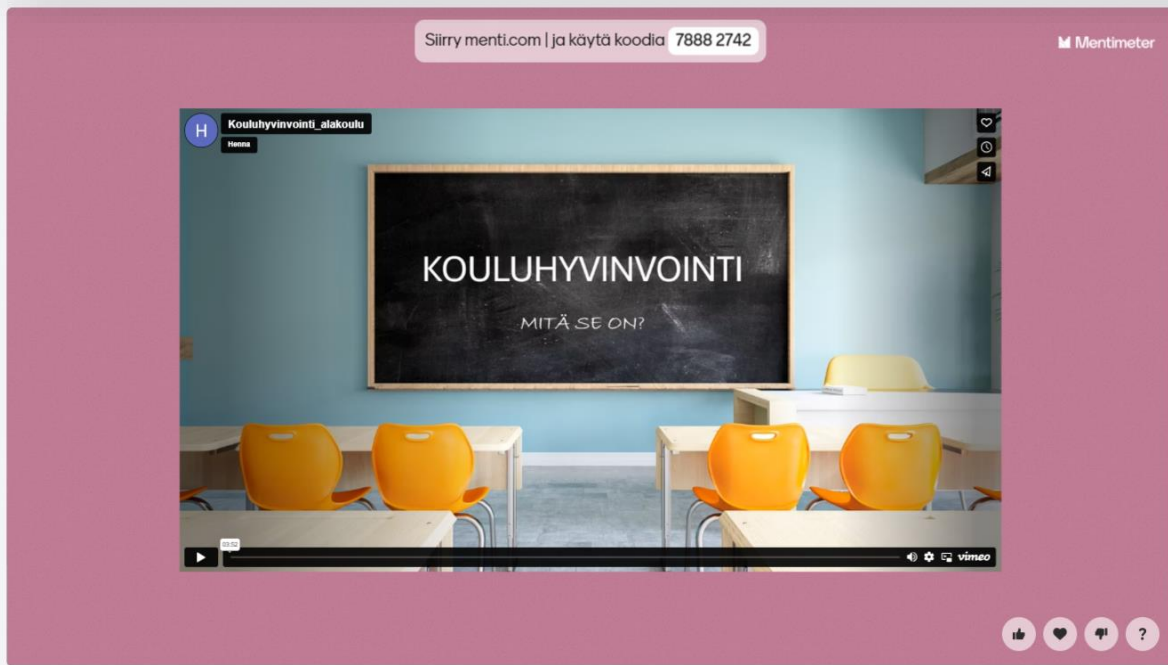 Siirry menti.com | ja käytä koodia 7888 2742
Mentimeter
H
Kouluhyvinvointi_alakoulu
Henna
KOULUHYVINVOINTI
MITÄ SE ON?
03:52
vimeo
?